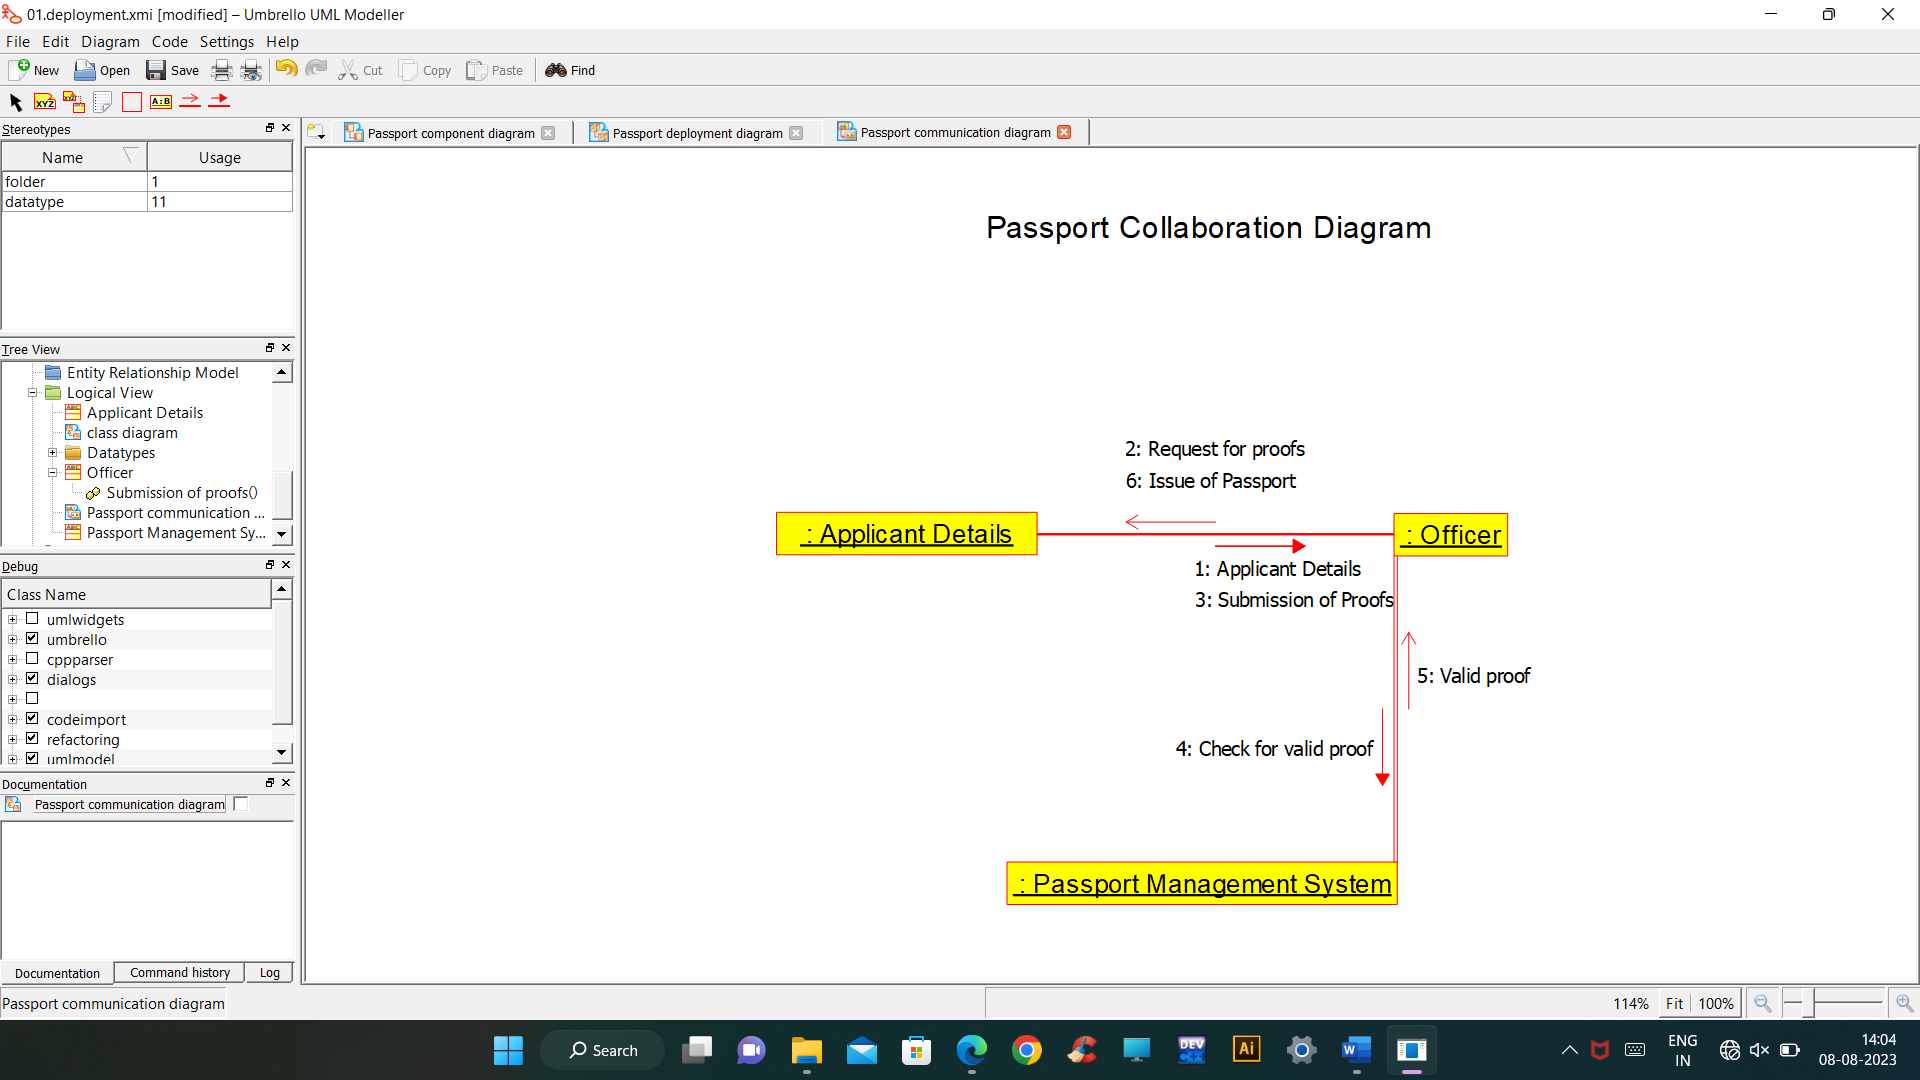 01.deployment.xmi [modified] – Umbrello UML Modeller
File Edit Diagram Code Settings Help
New Open Save Cut Copy Paste Find
XYZ XYZ A:B
Stereotypes
Name Usage
folder 1
datatype 11
Tree View
Entity Relationship Model
Logical View
Applicant Details
class diagram
Datatypes
Officer
Submission of proofs()
Passport communication ...
Passport Management Sy...
Debug
Class Name
umlwidgets
umbrello
cppparser
dialogs
codeimport
refactoring
umlmodel
Documentation
Passport communication diagram
Documentation Command history Log
Passport communication diagram
Passport component diagram Passport deployment diagram Passport communication diagram
Passport Collaboration Diagram
2: Request for proofs
6: Issue of Passport
: Applicant Details
: Officer
1: Applicant Details
3: Submission of Proofs
5: Valid proof
4: Check for valid proof
: Passport Management System
114% Fit 100%
Search
DEV C++
Ai
W
ENG
IN
14:04
08-08-2023